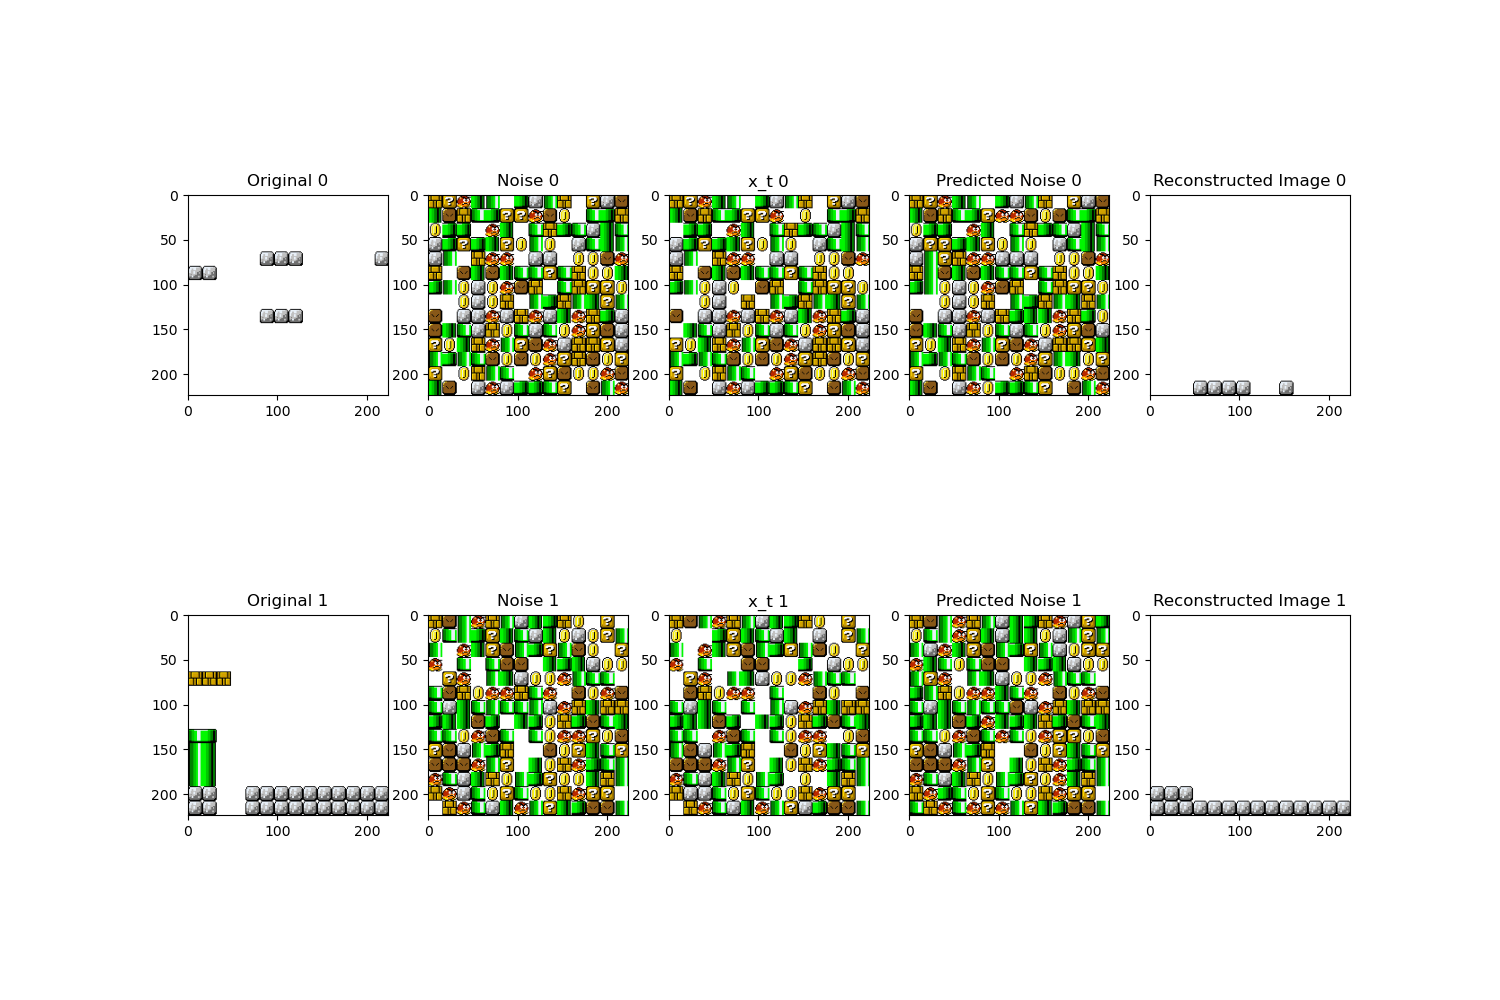 Original 0
Noise 0
x_t 0
Predicted Noise 0
Reconstructed Image 0
0 0 0 0 0
50 50 50 50 50
100 100 100 100 100
150 150 150 150 150
200 200 200 200 200
0 100 200 0 100 200 0 100 200 0 100 200 0 100 200
Original 1
Noise 1
x_t 1
Predicted Noise 1
Reconstructed Image 1
0 0 0 0 0
50 50 50 50 50
100 100 100 100 100
150 150 150 150 150
200 200 200 200 200
0 100 200 0 100 200 0 100 200 0 100 200 0 100 200